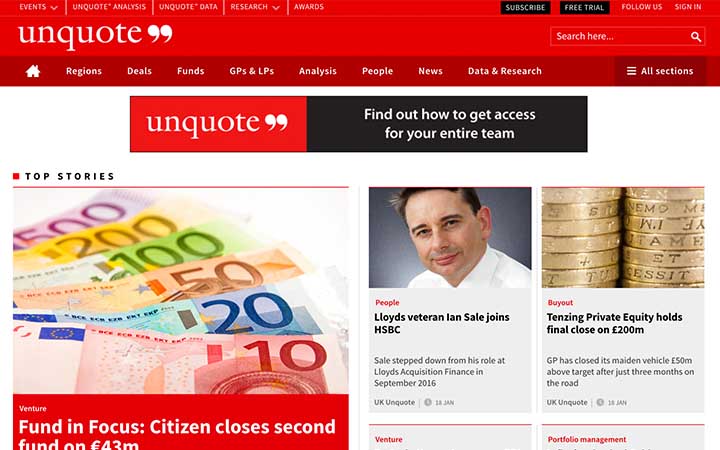 EVENTS UNQUOTE" ANALYSIS UNQUOTE" DATA RESEARCH AWARDS SUBSCRIBE FREE TRIAL FOLLOW US SIGN IN
unquote”
Search here...
Regions Deals Funds GPs & LPs Analysis People News Data & Research All sections
unquote”
Find out how to get access
for your entire team
TOP STORIES
500
200
100
50
20
10
BCE ECB EZB EKT EKP
Venture
Fund in Focus: Citizen closes second
fund on €43m
People
Lloyds veteran Ian Sale joins
HSBC
Sale stepped down from his role at
Lloyds Acquisition Finance in
September 2016
UK Unquote 18 JAN
Buyout
Tenzing Private Equity holds
final close on £200m
GP has closed its maiden vehicle £50m
above target after just three months on
the road
UK Unquote 18 JAN
Venture
Portfolio management